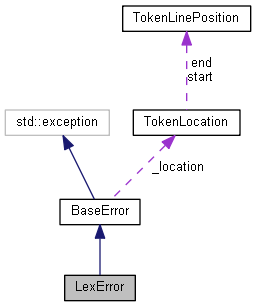 TokenLinePosition
end
start
std::exception
TokenLocation
_location
BaseError
LexError